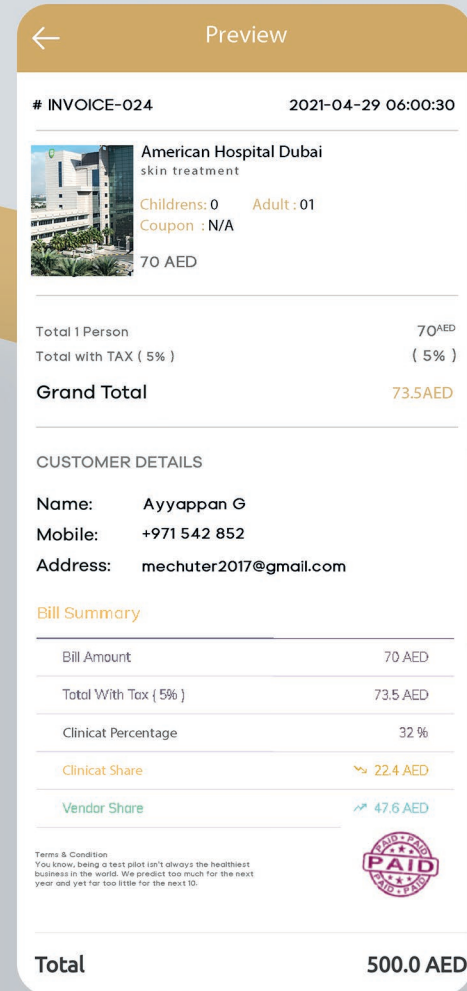 Preview
# INVOICE-024 2021-04-29 06:00:30
American Hospital Dubai
skin treatment
Childrens: 0 Adult : 01
Coupon : N/A
70 AED
Total 1 Person 70AED
Total with TAX ( 5% ) ( 5% )
Grand Total 73.5AED
CUSTOMER DETAILS
Name: Ayyappan G
Mobile: +971 542 852
Address: mechuter2017@gmail.com
Bill Summary
Bill Amount 70 AED
Total With Tax ( 5% ) 73.5 AED
Clinicat Percentage 32 %
Clinicat Share 22.4 AED
Vendar Share 47.6 AED
Terms & Condition
You know, being a test pilot isn't always the healthiest
business in the world. We predict too much for the next
year and yet far too little for the next 10.
PAID
PAID
PAID
Total 500.0 AED